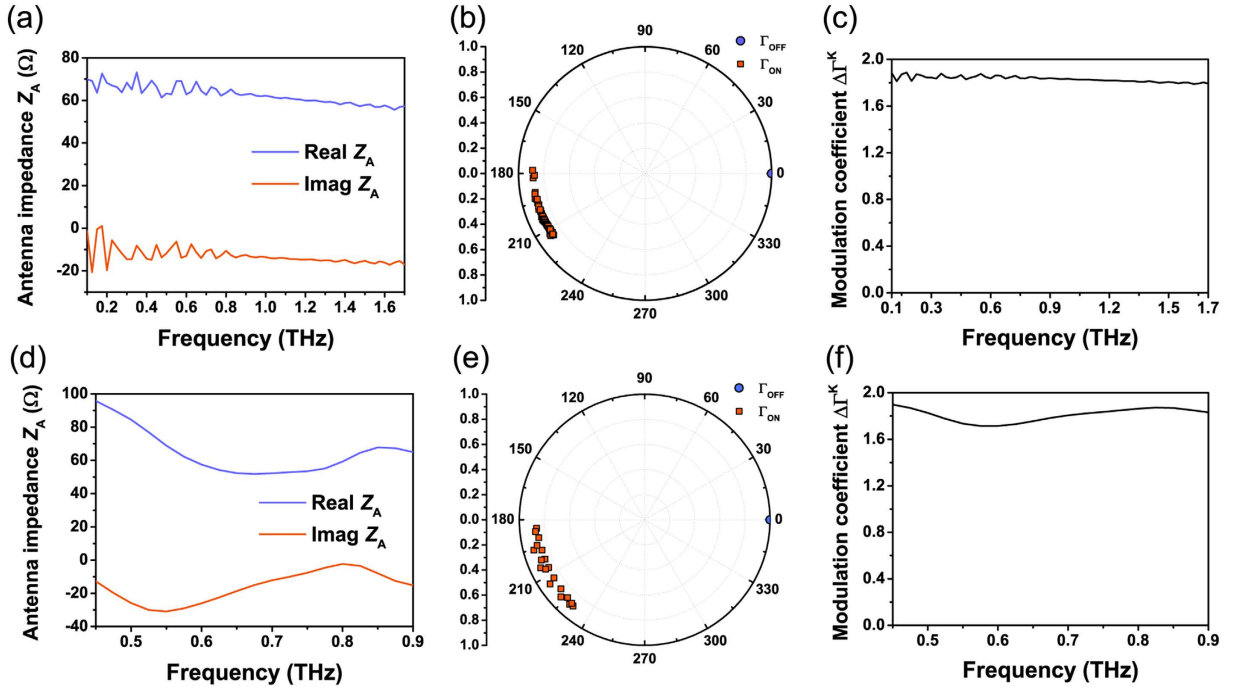 (a)
Antenna impedance Z_A (Ω)
80
60
40
20
0
-20
Real Z_A
Imag Z_A
0.2 0.4 0.6 0.8 1.0 1.2 1.4 1.6
Frequency (THz)
(b)
1.0
0.8
0.6
0.4
0.2
0.0
0.2
0.4
0.6
0.8
1.0
90
120 60
150 30
180 0
210 330
240 300
270
Γ_OFF
Γ_ON
(c)
Modulation coefficient ΔΓ^K
2.0
1.6
1.2
0.8
0.4
0.0
0.1 0.3 0.6 0.9 1.2 1.5 1.7
Frequency (THz)
(d)
Antenna impedance Z_A (Ω)
100
80
60
40
20
0
-20
-40
Real Z_A
Imag Z_A
0.5 0.6 0.7 0.8 0.9
Frequency (THz)
(e)
1.0
0.8
0.6
0.4
0.2
0.0
0.2
0.4
0.6
0.8
1.0
90
120 60
150 30
180 0
210 330
240 300
270
Γ_OFF
Γ_ON
(f)
Modulation coefficient ΔΓ^K
2.0
1.6
1.2
0.8
0.4
0.0
0.5 0.6 0.7 0.8 0.9
Frequency (THz)